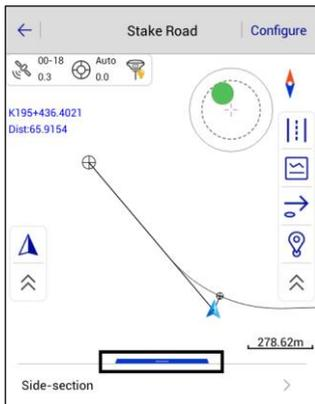 Stake Road
Configure
00-18
0.3
Auto
0.0
K195+436.4021
Dist:65.9154
278.62m
Side-section